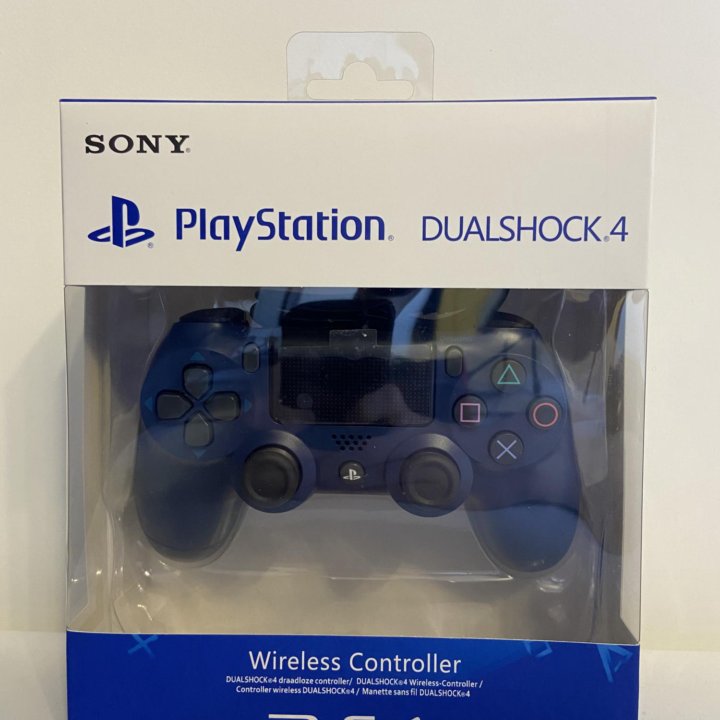 SONY®
PlayStation® DUALSHOCK®4
Wireless Controller
DUALSHOCK®4 draadloze controller/ DUALSHOCK®4 Wireless-Controller /
Controller wireless DUALSHOCK®4 / Manette sans fil DUALSHOCK®4